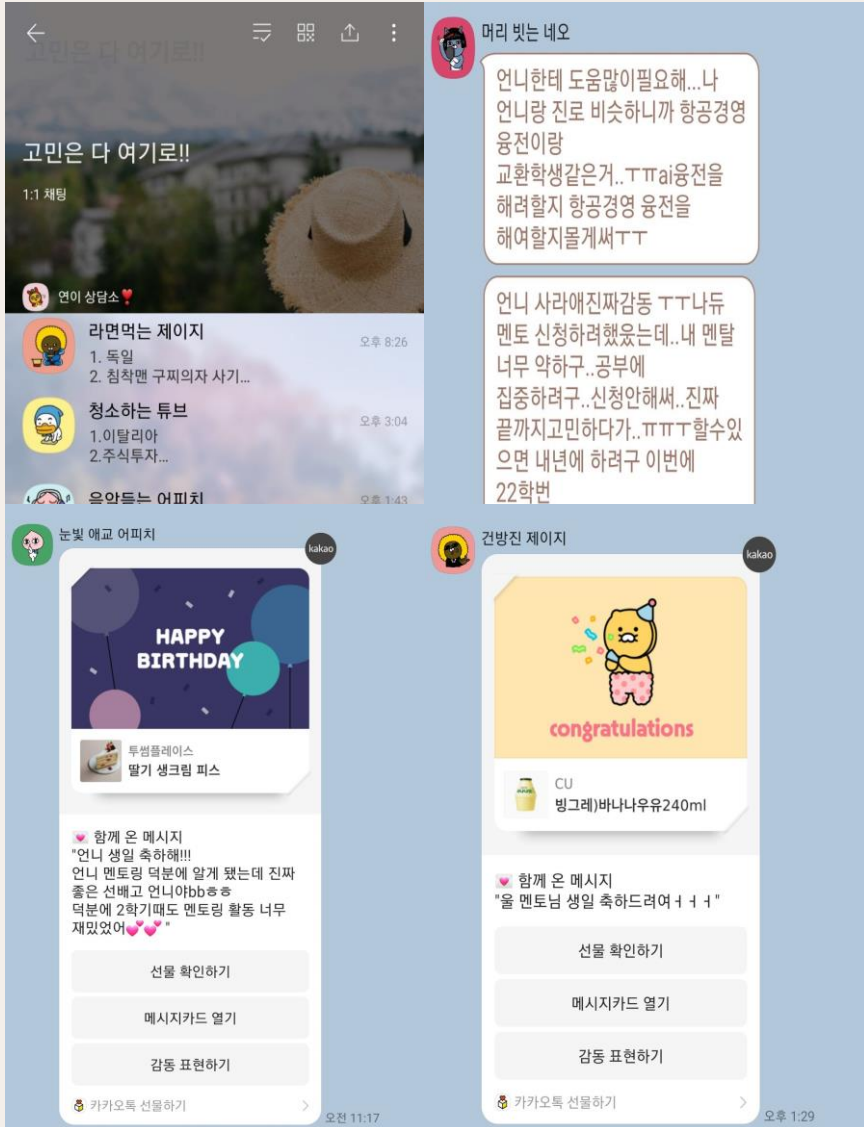 고민은 다 여기로!!
고민은 다 여기로!!
1:1 채팅
연이 상담소
라면먹는 제이지
오후 8:26
1. 독일
2. 침착맨 구찌의자 사기...
청소하는 튜브
오후 3:04
1.이탈리아
2.주식투자...
음악듣는 어피치
오후 1:43
머리 빗는 네오
언니한테 도움많이필요해...나
언니랑 진로 비슷하니까 항공경영
융전이랑
교환학생같은거..ㅜㅠai융전을
해려할지 항공경영 융전을
해여할지몰게써ㅜㅜ
언니 사라애진짜감동 ㅜㅜ나듀
멘토 신청하려했웄는데..내 멘탈
너무 약하구..공부에
집중하려구..신청안해써..진짜
끝까지고민하다가..ㅠㅠㅜ할수있
으면 내년에 하려구 이번에
22학번
눈빛 애교 어피치
kakao
HAPPY
BIRTHDAY
투썸플레이스
딸기 생크림 피스
함께 온 메시지
"언니 생일 축하해!!!
언니 멘토링 덕분에 알게 됐는데 진짜
좋은 선배고 언니야bbㅎㅎ
덕분에 2학기때도 멘토링 활동 너무
재밌었어💕💕"
선물 확인하기
메시지카드 열기
감동 표현하기
카카오톡 선물하기
오전 11:17
건방진 제이지
kakao
congratulations
CU
빙그레)바나나우유240ml
함께 온 메시지
"울 멘토님 생일 축하드려여ㅓㅓㅓ"
선물 확인하기
메시지카드 열기
감동 표현하기
카카오톡 선물하기
오후 1:29